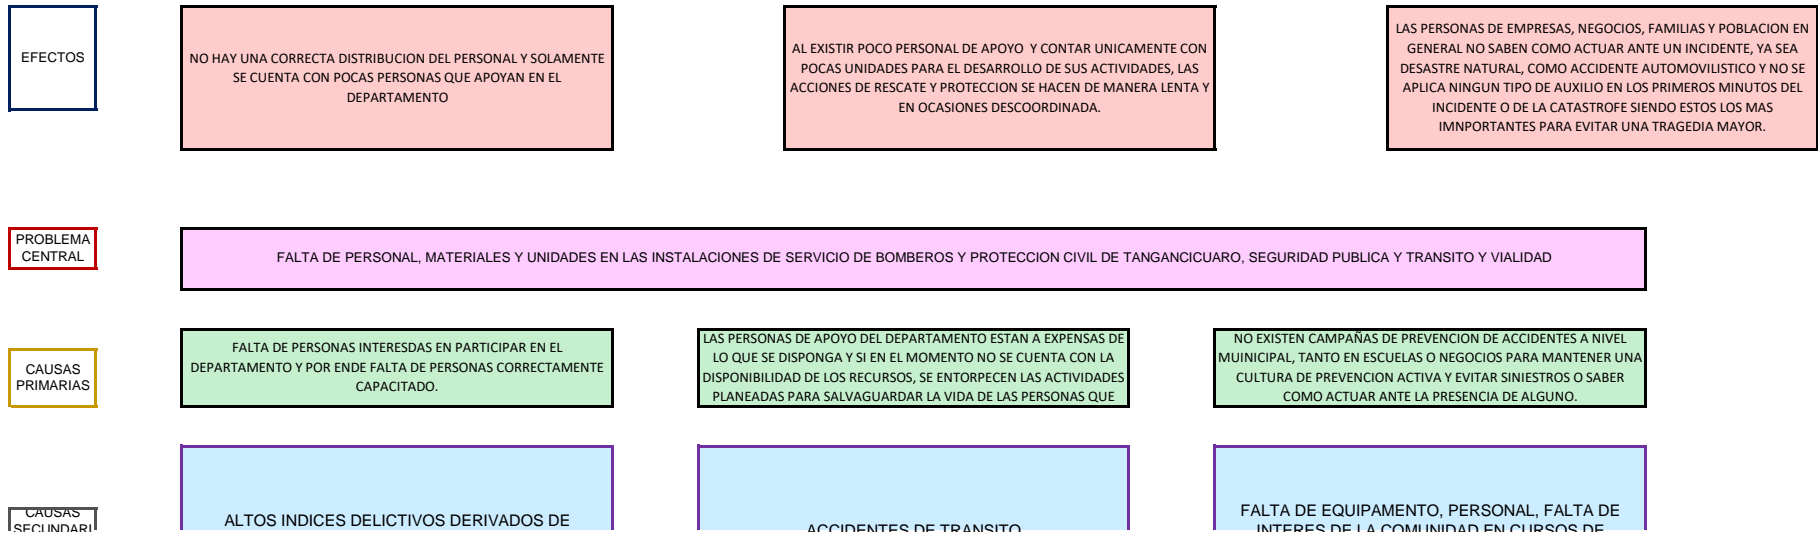 EFECTOS
NO HAY UNA CORRECTA DISTRIBUCION DEL PERSONAL Y SOLAMENTE
SE CUENTA CON POCAS PERSONAS QUE APOYAN EN EL
DEPARTAMENTO
AL EXISTIR POCO PERSONAL DE APOYO Y CONTAR UNICAMENTE CON
POCAS UNIDADES PARA EL DESARROLLO DE SUS ACTIVIDADES, LAS
ACCIONES DE RESCATE Y PROTECCION SE HACEN DE MANERA LENTA Y
EN OCASIONES DESCOORDINADA.
LAS PERSONAS DE EMPRESAS, NEGOCIOS, FAMILIAS Y POBLACION EN
GENERAL NO SABEN COMO ACTUAR ANTE UN INCIDENTE, YA SEA
DESASTRE NATURAL, COMO ACCIDENTE AUTOMOVILISTICO Y NO SE
APLICA NINGUN TIPO DE AUXILIO EN LOS PRIMEROS MINUTOS DEL
INCIDENTE O DE LA CATASTROFE SIENDO ESTOS LOS MAS
IMNPORTANTES PARA EVITAR UNA TRAGEDIA MAYOR.
PROBLEMA
CENTRAL
FALTA DE PERSONAL, MATERIALES Y UNIDADES EN LAS INSTALACIONES DE SERVICIO DE BOMBEROS Y PROTECCION CIVIL DE TANGANCICUARO, SEGURIDAD PUBLICA Y TRANSITO Y VIALIDAD
CAUSAS
PRIMARIAS
FALTA DE PERSONAS INTERESDAS EN PARTICIPAR EN EL
DEPARTAMENTO Y POR ENDE FALTA DE PERSONAS CORRECTAMENTE
CAPACITADO.
LAS PERSONAS DE APOYO DEL DEPARTAMENTO ESTAN A EXPENSAS DE
LO QUE SE DISPONGA Y SI EN EL MOMENTO NO SE CUENTA CON LA
DISPONIBILIDAD DE LOS RECURSOS, SE ENTORPECEN LAS ACTIVIDADES
PLANEADAS PARA SALVAGUARDAR LA VIDA DE LAS PERSONAS QUE
NO EXISTEN CAMPAÑAS DE PREVENCION DE ACCIDENTES A NIVEL
MUINICIPAL, TANTO EN ESCUELAS O NEGOCIOS PARA MANTENER UNA
CULTURA DE PREVENCION ACTIVA Y EVITAR SINIESTROS O SABER
COMO ACTUAR ANTE LA PRESENCIA DE ALGUNO.
CAUSAS
SECUNDARI
ALTOS INDICES DELICTIVOS DERIVADOS DE
ACCIDENTES DE TRANSITO
FALTA DE EQUIPAMENTO, PERSONAL, FALTA DE
INTERES DE LA COMUNIDAD EN CURSOS DE